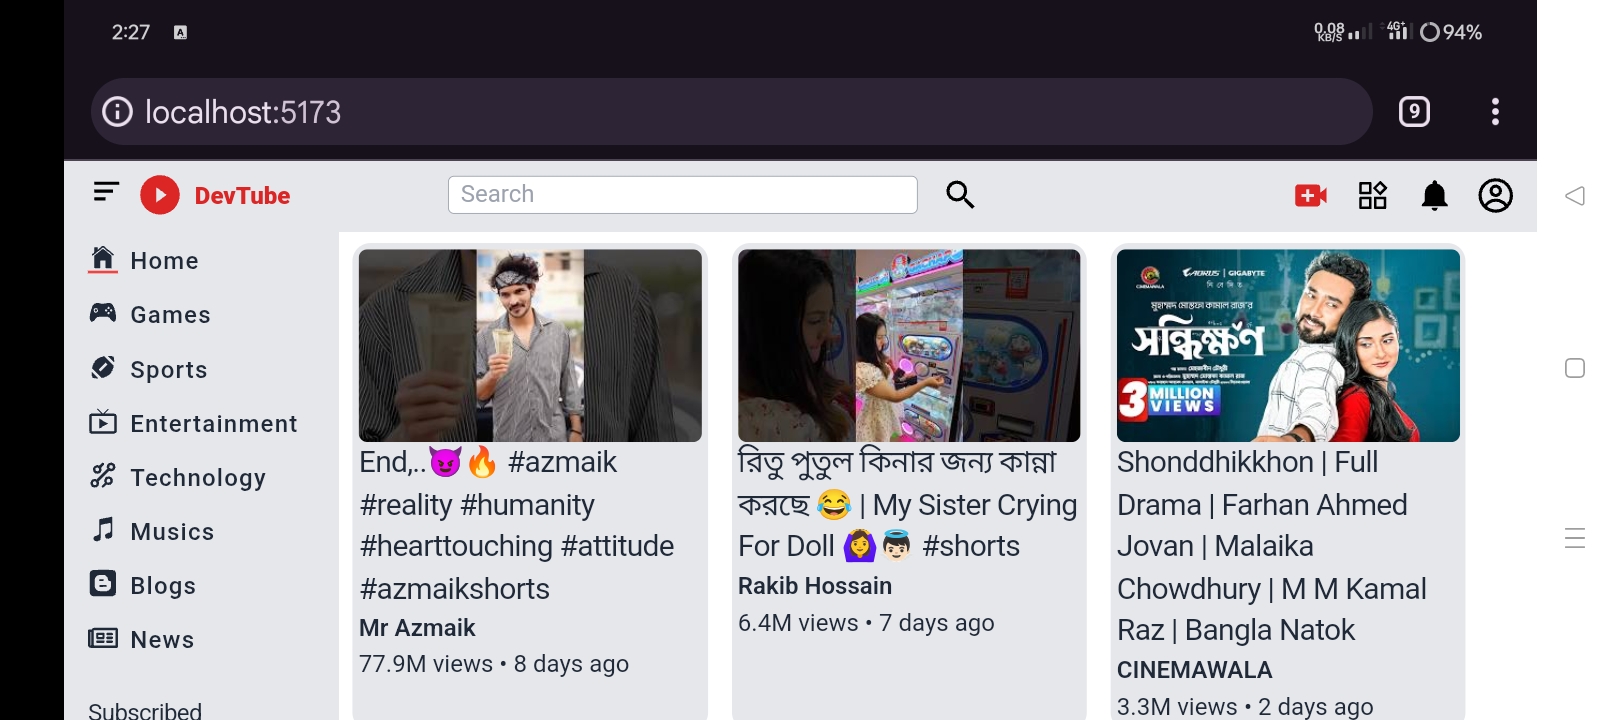 2:27
0.08 KB/S 4G+ 94%
localhost:5173
9
DevTube
Search
Home
Games
Sports
Entertainment
Technology
Musics
Blogs
News
Subscribed
End,..😈🔥 #azmaik
#reality #humanity
#hearttouching #attitude
#azmaikshorts
Mr Azmaik
77.9M views • 8 days ago
রিতু পুতুল কিনার জন্য কান্না
করছে 😂 | My Sister Crying
For Doll 🙆‍♀️👼🏻 #shorts
Rakib Hossain
6.4M views • 7 days ago
CINEMAWALA
AORUS | GIGABYTE
নি বে দি ত
মুহাম্মদ মোস্তফা কামাল রাজ'র
সন্ধিক্ষণ
3 MILLION
VIEWS
Shonddhikkhon | Full
Drama | Farhan Ahmed
Jovan | Malaika
Chowdhury | M M Kamal
Raz | Bangla Natok
CINEMAWALA
3.3M views • 2 days ago